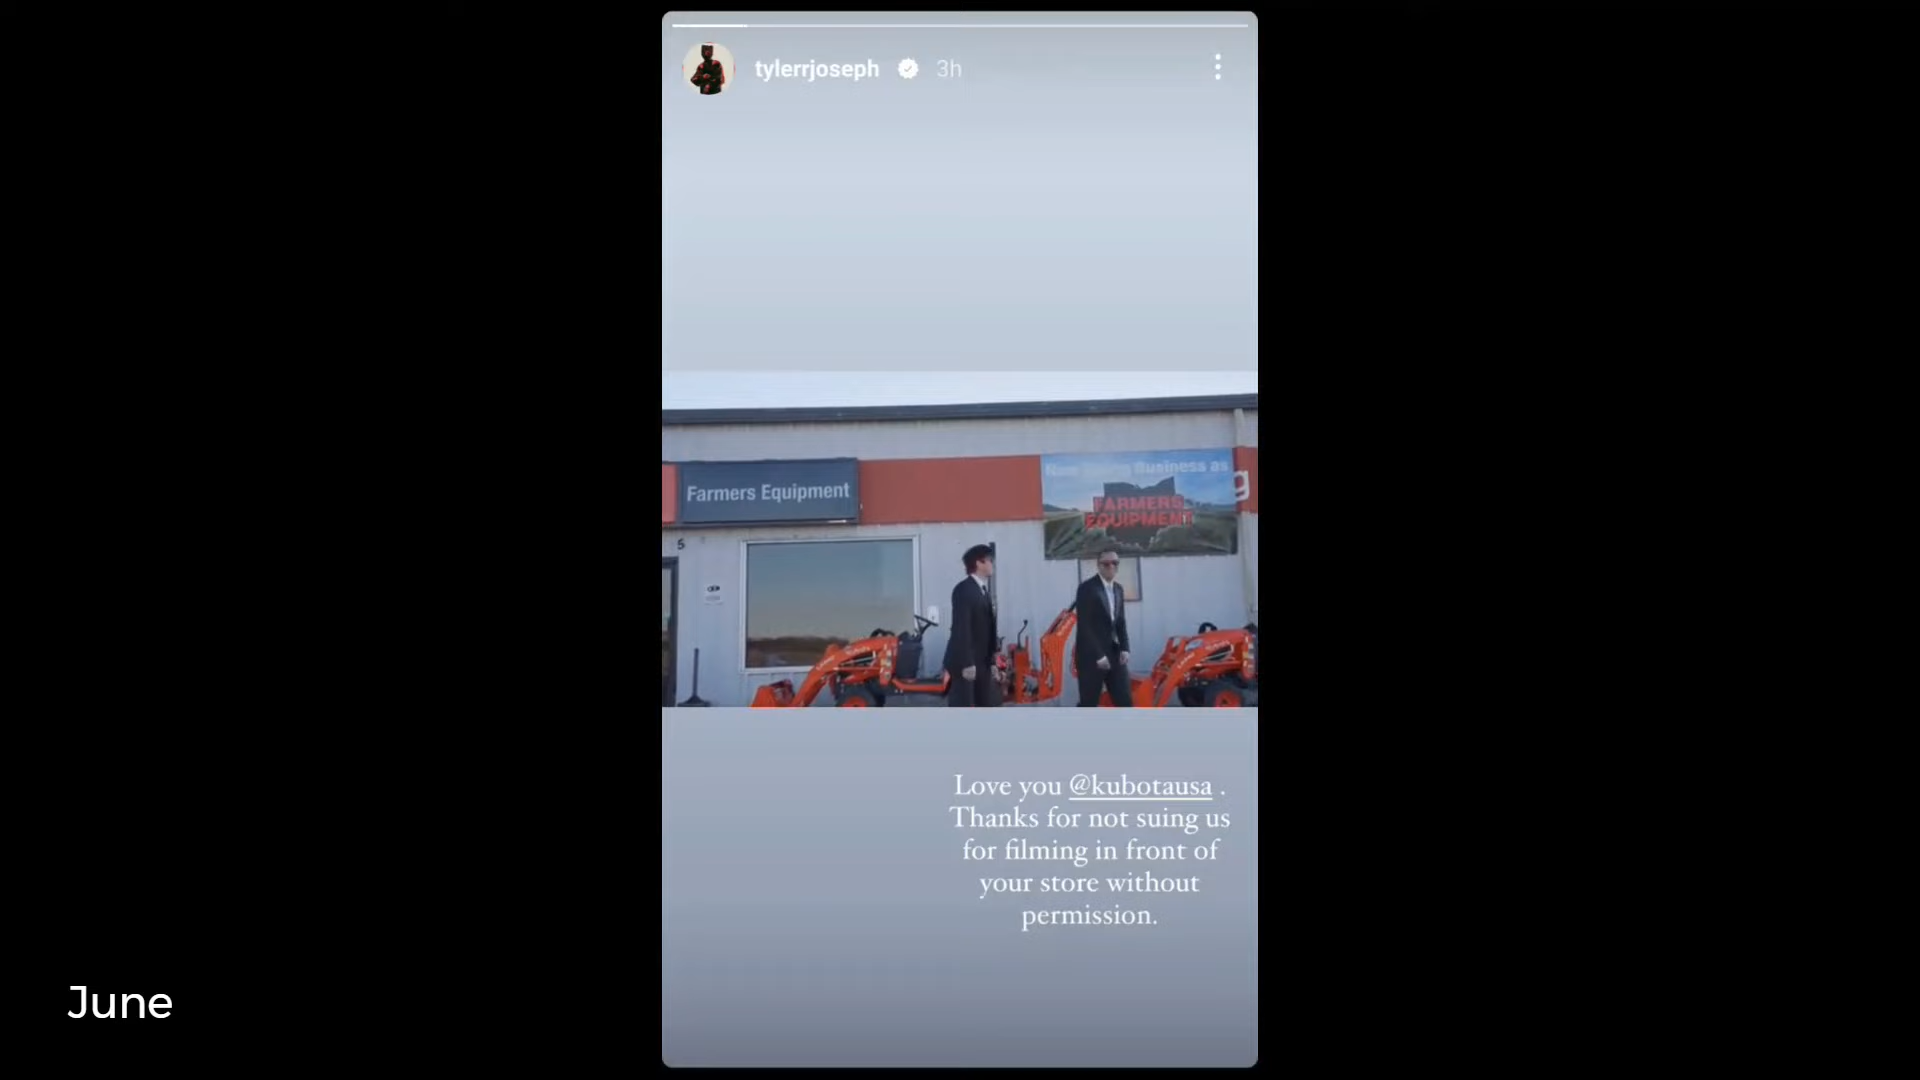 tylerrjoseph 3h
Farmers Equipment
Business as
FARMERS
EQUIPMENT
g
5
Love you @kubotausa .
Thanks for not suing us
for filming in front of
your store without
permission.
June